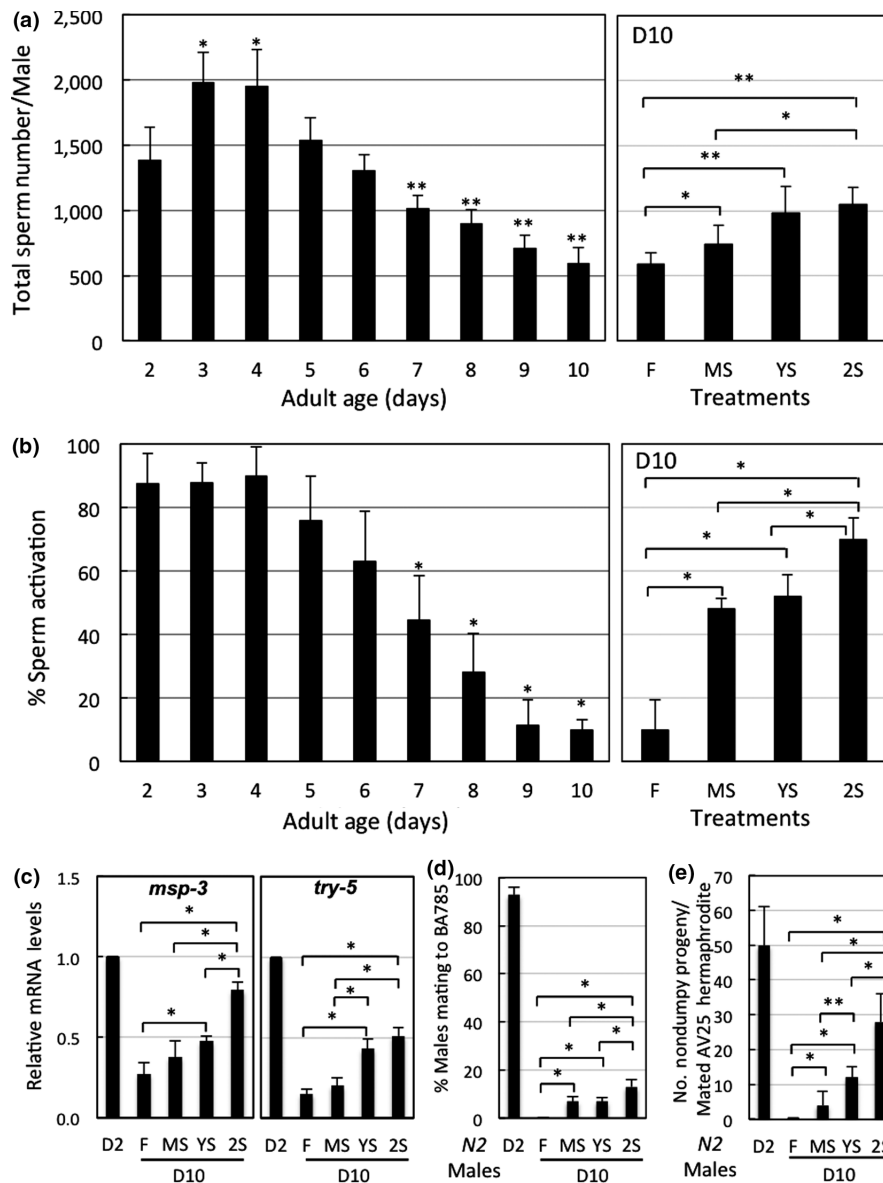 (a)
Total sperm number/Male
2,500
2,000
1,500
1,000
500
0
* * ** ** ** **
2 3 4 5 6 7 8 9 10
Adult age (days)
D10
**
*
**
*
F MS YS 2S
Treatments
(b)
% Sperm activation
100
80
60
40
20
0
* * * *
2 3 4 5 6 7 8 9 10
Adult age (days)
D10
*
*
*
*
*
F MS YS 2S
Treatments
(c)
Relative mRNA levels
1.5
1.0
0.5
0.0
msp-3
*
*
*
*
D2 F MS YS 2S
D10
try-5
*
*
*
*
D2 F MS YS 2S
D10
(d)
% Males mating to BA785
100
80
60
40
20
0
*
*
*
*
*
N2
Males
D2 F MS YS 2S
D10
(e)
No. nondumpy progeny/
Mated AV25 hermaphrodite
70
60
50
40
30
20
10
0
*
*
*
**
*
*
N2
Males
D2 F MS YS 2S
D10